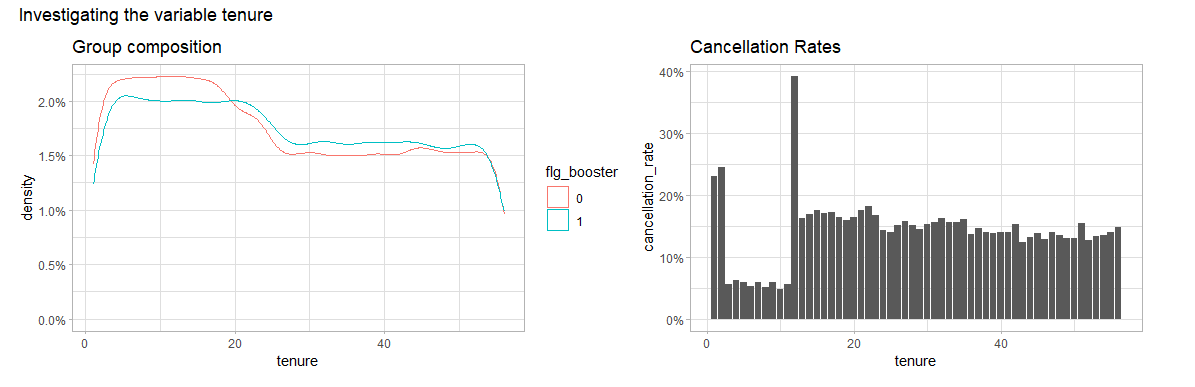 Investigating the variable tenure
Group composition
2.0%
1.5%
1.0%
0.5%
0.0%
density
0 20 40
tenure
flg_booster
0
1
Cancellation Rates
40%
30%
20%
10%
0%
cancellation_rate
0 20 40
tenure